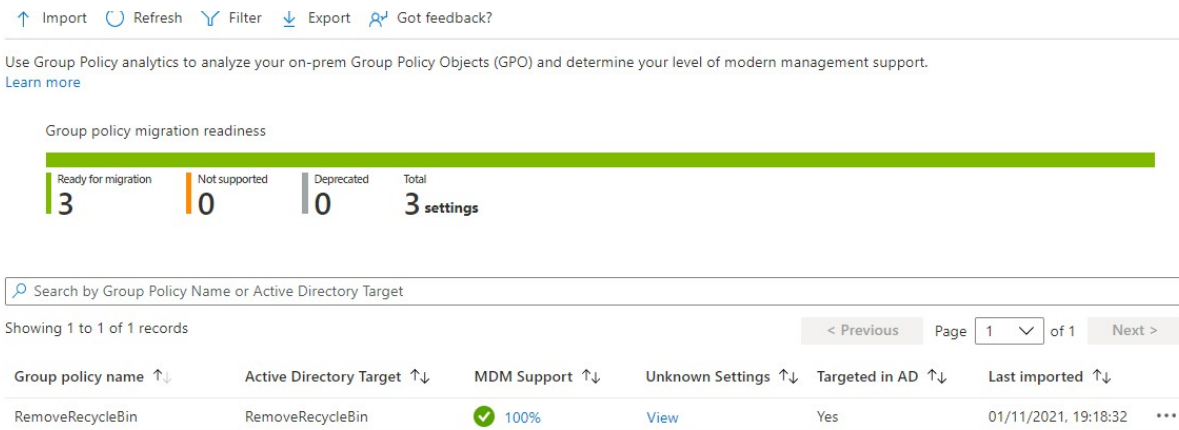 Import Refresh Filter Export Got feedback?
Use Group Policy analytics to analyze your on-prem Group Policy Objects (GPO) and determine your level of modern management support.
Learn more
Group policy migration readiness
Ready for migration Not supported Deprecated Total
3 0 0 3 settings
Search by Group Policy Name or Active Directory Target
Showing 1 to 1 of 1 records < Previous Page 1 of 1 Next >
Group policy name Active Directory Target MDM Support Unknown Settings Targeted in AD Last imported
RemoveRecycleBin RemoveRecycleBin 100% View Yes 01/11/2021, 19:18:32